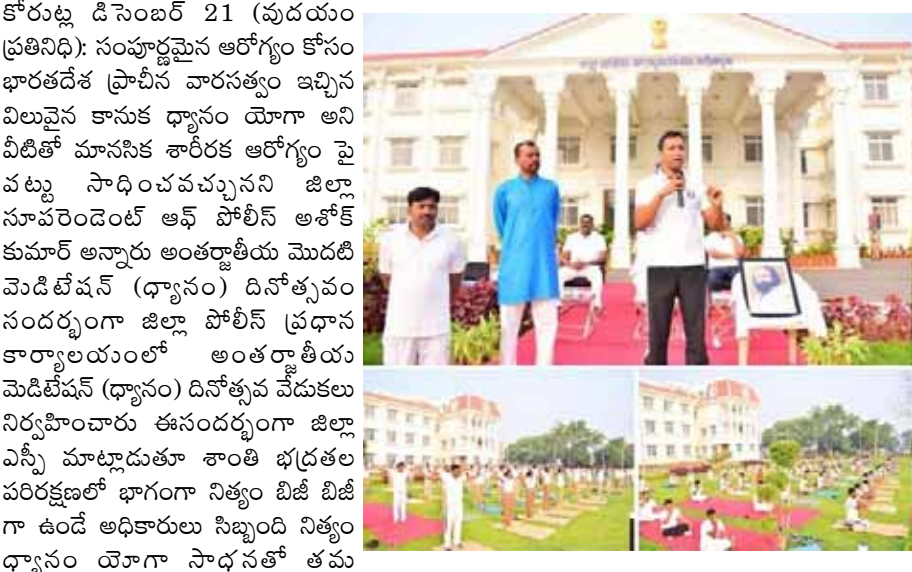 కోరుట్ల డిసెంబర్ 21 (వుదయం
ప్రతినిధి): సంపూర్ణమైన ఆరోగ్యం కోసం
భారతదేశ ప్రాచీన వారసత్వం ఇచ్చిన
విలువైన కానుక ధ్యానం యోగా అని
వీటితో మానసిక శారీరక ఆరోగ్యం పై
వట్టు సాధించవచ్చునని జిల్లా
సూపరెండెంట్ ఆఫ్ పోలీస్ అశోక్
కుమార్ అన్నారు అంతర్జాతీయ మొదటి
మెడిటేషన్ (ధ్యానం) దినోత్సవం
సందర్భంగా జిల్లా పోలీస్ ప్రధాన
కార్యాలయంలో అంతర్జాతీయ
మెడిటేషన్ (ధ్యానం) దినోత్సవ వేడుకలు
నిర్వహించారు ఈసందర్భంగా జిల్లా
ఎస్పీ మాట్లాడుతూ శాంతి భద్రతల
పరిరక్షణలో భాగంగా నిత్యం బిజీ బిజీ
గా ఉండే అధికారులు సిబ్బంది నిత్యం
ధ్యానం యోగా సాధనతో తమ